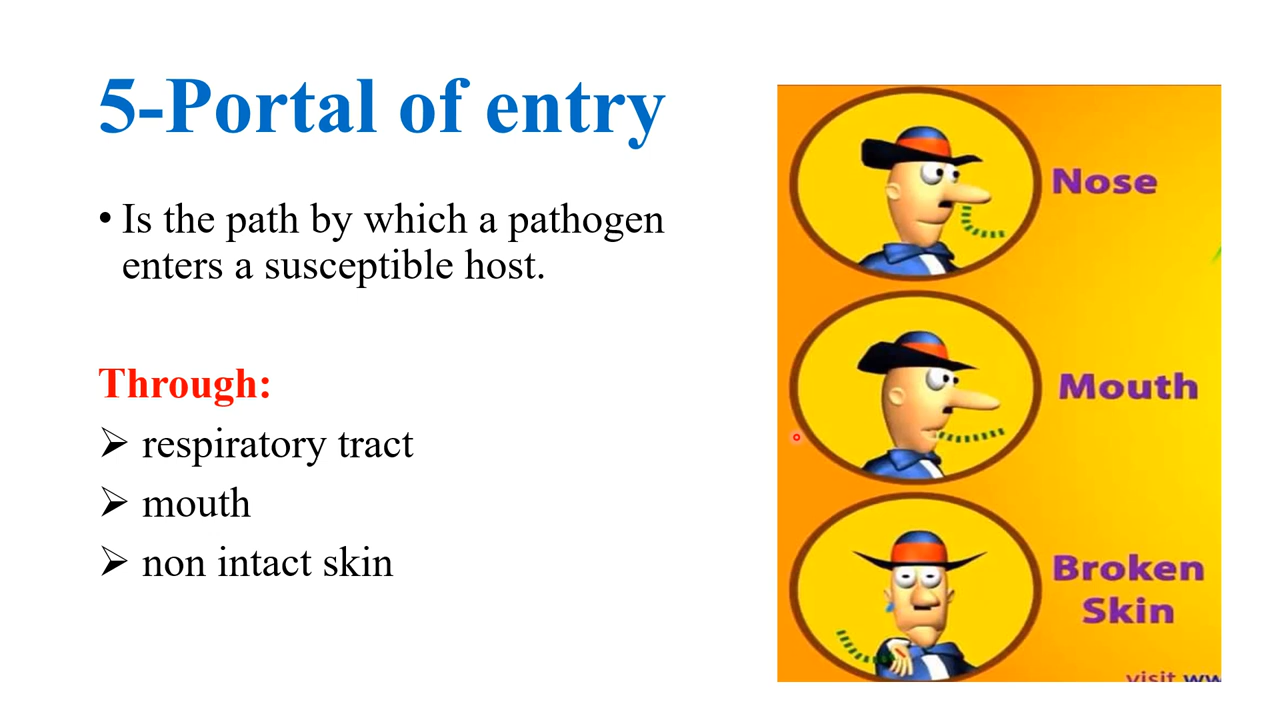 5-Portal of entry
• Is the path by which a pathogen
enters a susceptible host.
Through:
➢ respiratory tract
➢ mouth
➢ non intact skin
Nose
Mouth
Broken
Skin
visit